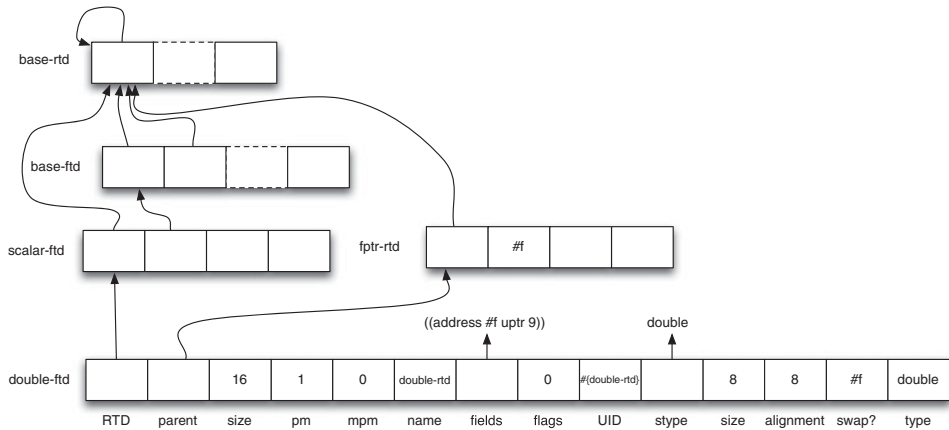 base-rtd
base-ftd
scalar-ftd
fptr-rtd
#f
((address #f uptr 9))
double
double-ftd
16
1
0
double-rtd
0
#{double-rtd}
8
8
#f
double
RTD
parent
size
pm
mpm
name
fields
flags
UID
stype
size
alignment
swap?
type